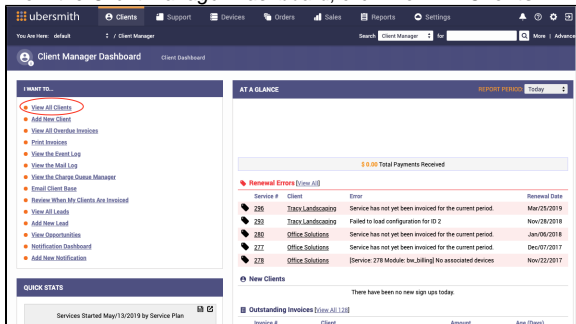 ubersmith Clients Support Devices Orders Sales Reports Settings
You Are Here: default / Client Manager Search Client Manager for More | Advance
Client Manager Dashboard Client Dashboard
I WANT TO...
View All Clients
Add New Client
View All Overdue Invoices
Print Invoices
View the Event Log
View the Mail Log
View the Charge Queue Manager
Email Client Base
Review When My Clients Are Invoiced
View All Leads
Add New Lead
View Opportunities
Notification Dashboard
Add New Notification
QUICK STATS
Services Started May/13/2019 by Service Plan
AT A GLANCE REPORT PERIOD: Today
$ 0.00 Total Payments Received
Renewal Errors [View All]
Service # Client Error Renewal Date
296 Tracy Landscaping Service has not yet been invoiced for the current period. Mar/25/2019
293 Tracy Landscaping Failed to load configuration for ID 2 Nov/28/2018
280 Office Solutions Service has not yet been invoiced for the current period. Jan/06/2018
277 Office Solutions Service has not yet been invoiced for the current period. Dec/07/2017
278 Office Solutions [Service: 278 Module: bw_billing] No associated devices Nov/22/2017
New Clients
There have been no new sign ups today.
Outstanding Invoices [View All 128]
Invoice # Client Amount Age (Days)